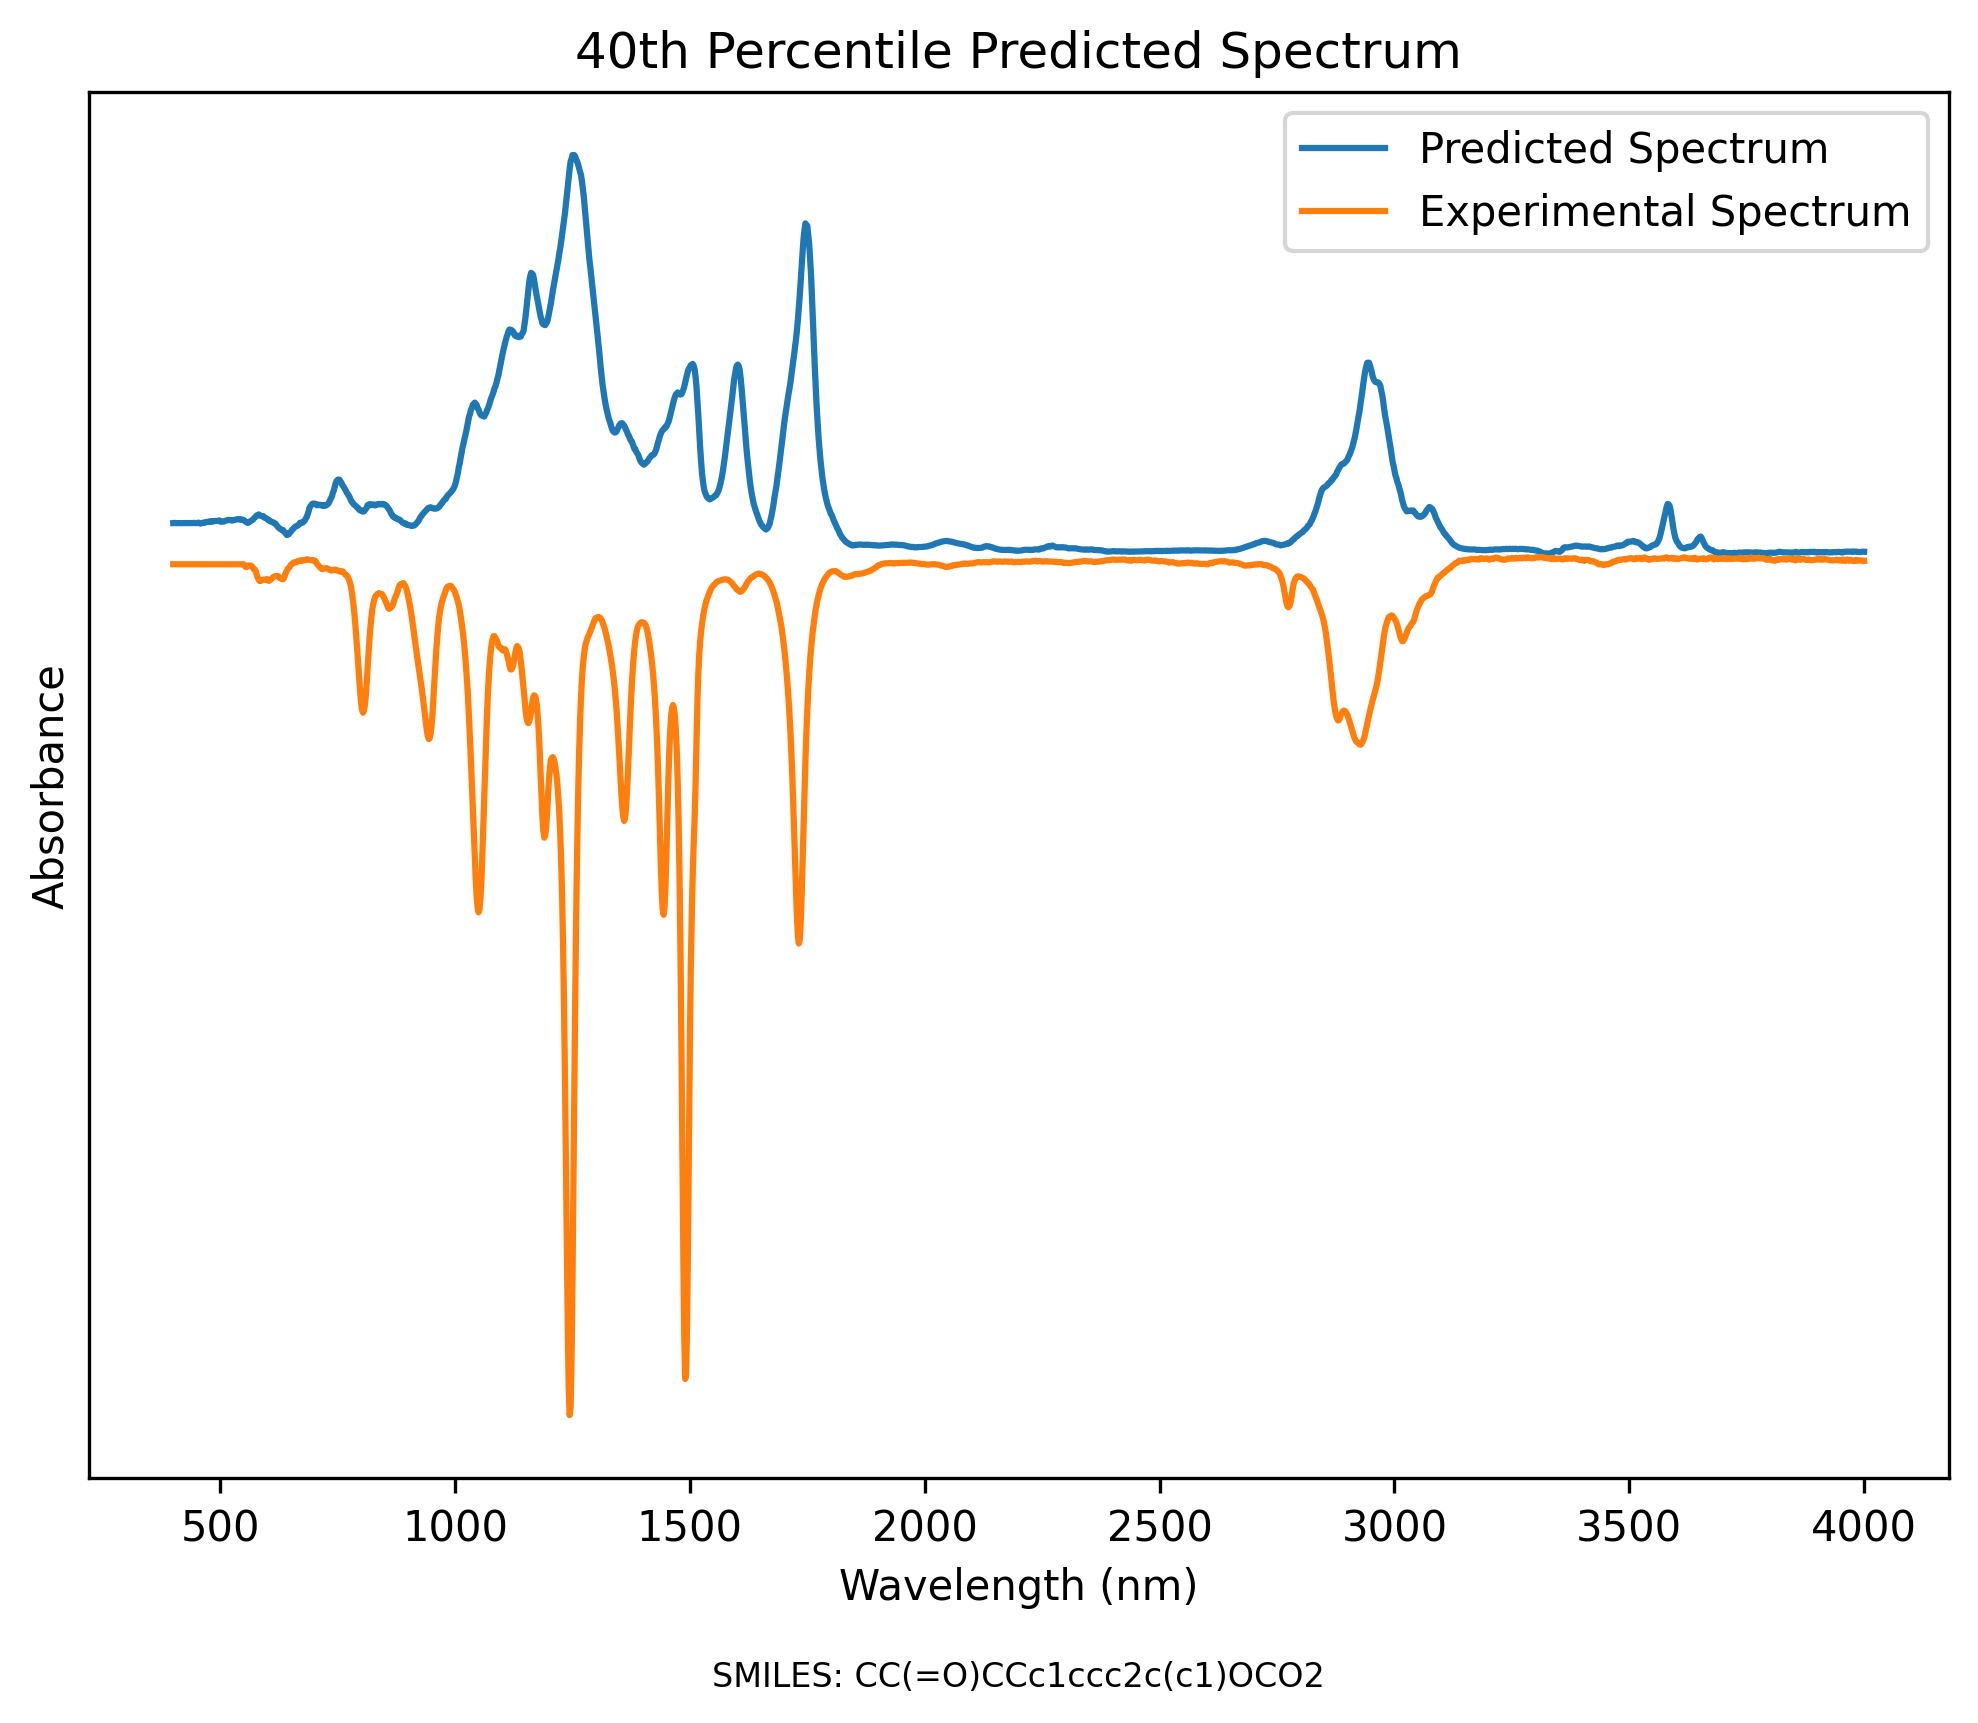 40th Percentile Predicted Spectrum
Predicted Spectrum
Experimental Spectrum
Absorbance
500 1000 1500 2000 2500 3000 3500 4000
Wavelength (nm)
SMILES: CC(=O)CCc1ccc2c(c1)OCO2